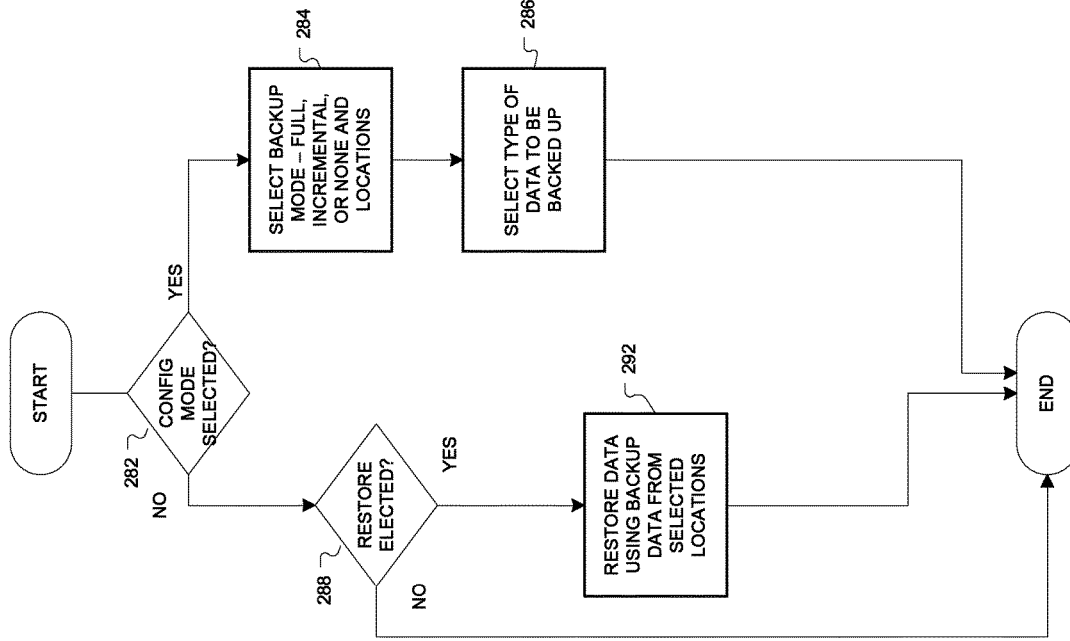 START
CONFIG
MODE
SELECTED?
282
YES
NO
SELECT BACKUP
MODE – FULL,
INCREMENTAL,
OR NONE AND
LOCATIONS
284
SELECT TYPE OF
DATA TO BE
BACKED UP
286
RESTORE
ELECTED?
288
YES
NO
RESTORE DATA
USING BACKUP
DATA FROM
SELECTED
LOCATIONS
292
END